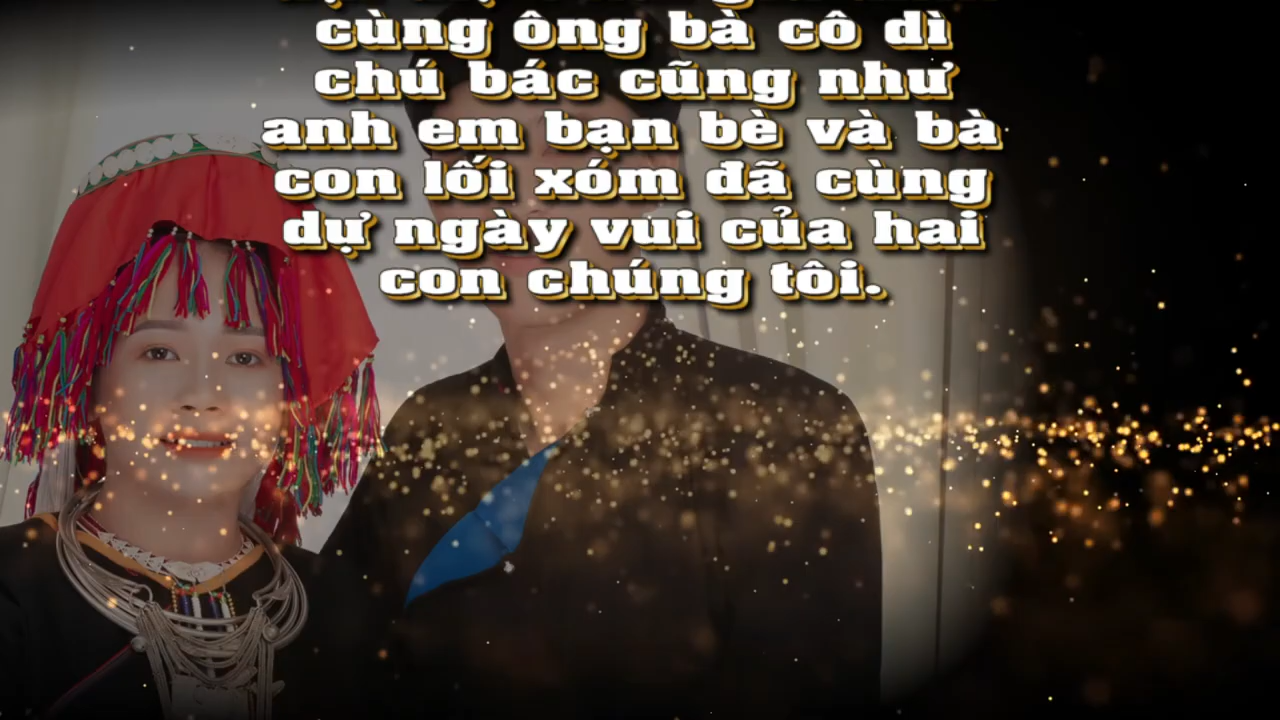 cùng ông bà cô dì
chú bác cũng như
anh em bạn bè và bà
con lối xóm đã cùng
dự ngày vui của hai
con chúng tôi.